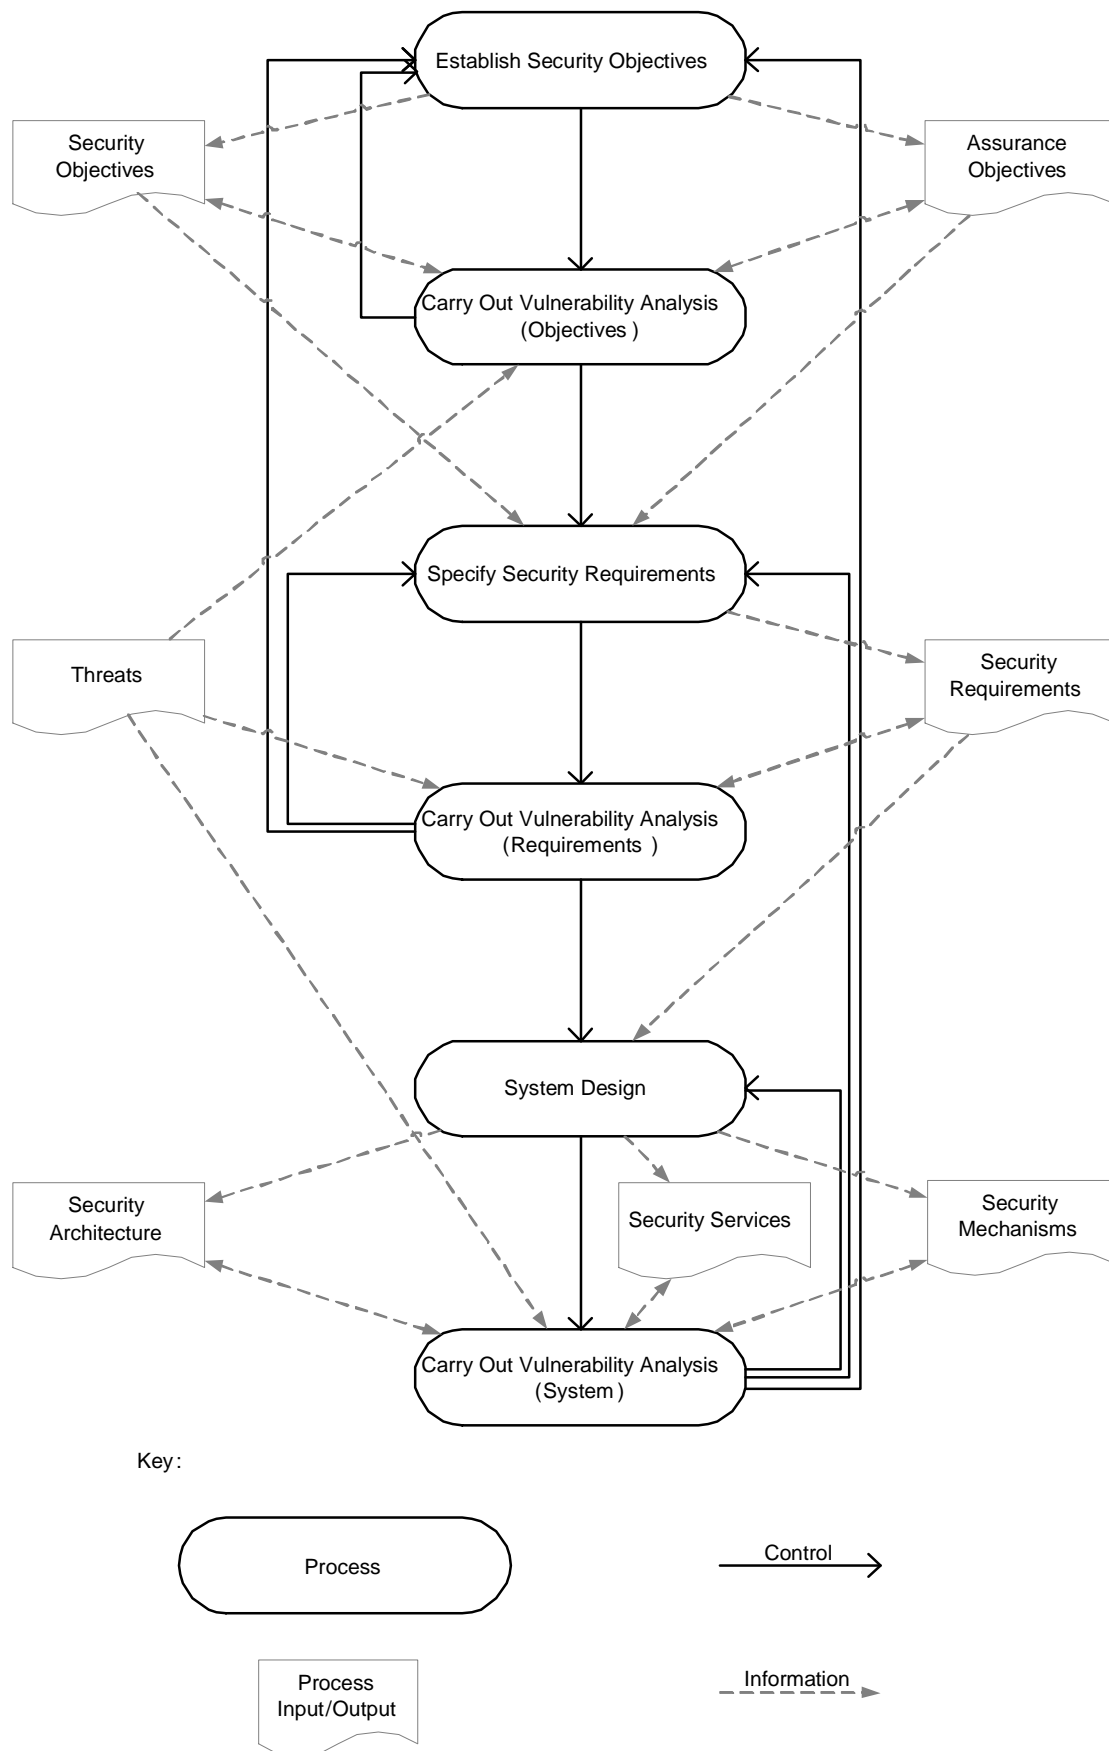 Establish Security Objectives
Security
Objectives
Assurance
Objectives
Carry Out Vulnerability Analysis
(Objectives )
Specify Security Requirements
Threats
Security
Requirements
Carry Out Vulnerability Analysis
(Requirements )
System Design
Security
Architecture
Security Services
Security
Mechanisms
Carry Out Vulnerability Analysis
(System )
Key :
Process
Control
Process
Input/Output
Information